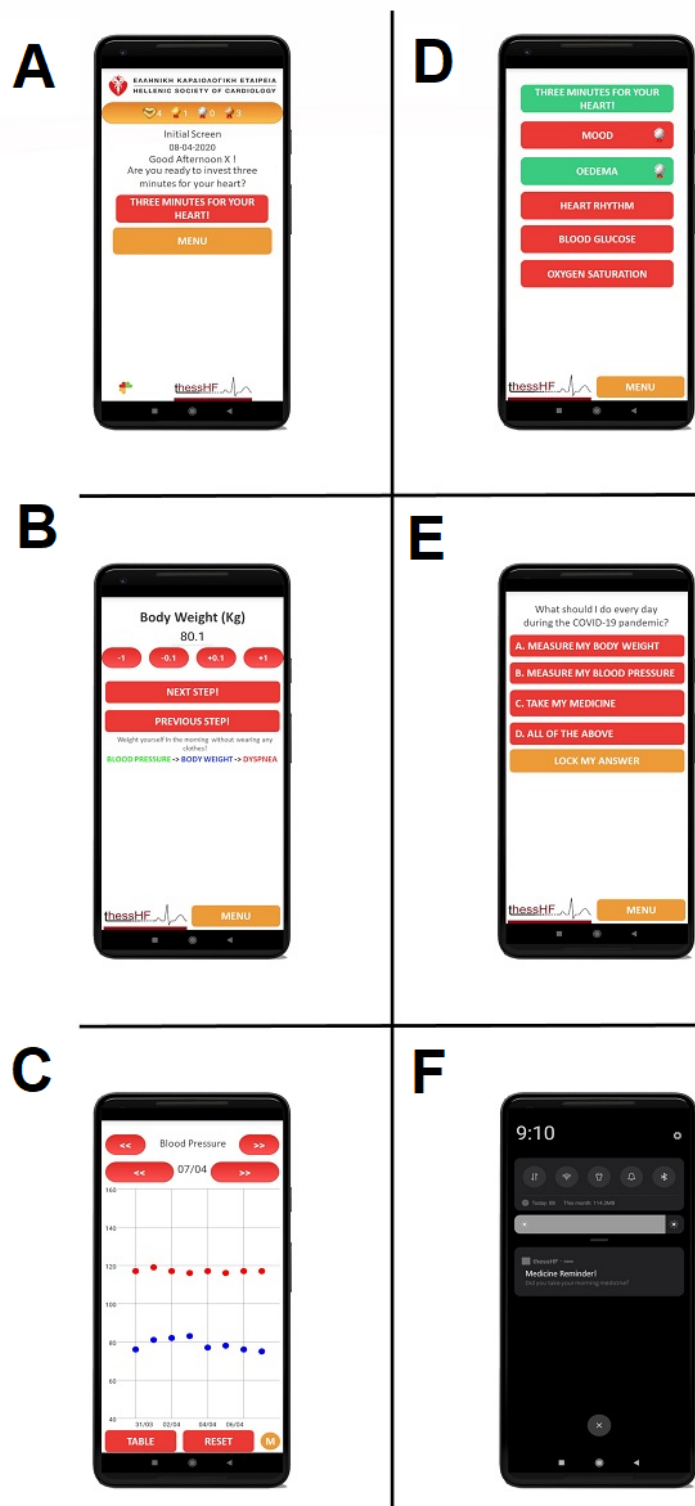 A
ΕΛΛΗΝΙΚΗ ΚΑΡΔΙΟΛΟΓΙΚΗ ΕΤΑΙΡΕΙΑ
HELLENIC SOCIETY OF CARDIOLOGY
4 1 0 3
Initial Screen
08-04-2020
Good Afternoon X !
Are you ready to invest three
minutes for your heart?
THREE MINUTES FOR YOUR
HEART!
MENU
thessHF
B
Body Weight (Kg)
80.1
-1 -0.1 +0.1 +1
NEXT STEP!
PREVIOUS STEP!
Weight yourself in the morning without wearing any
clothes!
BLOOD PRESSURE -> BODY WEIGHT -> DYSPNEA
thessHF
MENU
C
<< Blood Pressure >>
<< 07/04 >>
160
140
120
100
80
60
40
31/03 02/04 04/04 06/04
TABLE RESET M
D
THREE MINUTES FOR YOUR
HEART!
MOOD
OEDEMA
HEART RHYTHM
BLOOD GLUCOSE
OXYGEN SATURATION
thessHF
MENU
E
What should I do every day
during the COVID-19 pandemic?
A. MEASURE MY BODY WEIGHT
B. MEASURE MY BLOOD PRESSURE
C. TAKE MY MEDICINE
D. ALL OF THE ABOVE
LOCK MY ANSWER
thessHF
MENU
F
9:10
Today: 0B This month: 114.2MB
thessHF
Medicine Reminder!
Did you take your morning medicine?